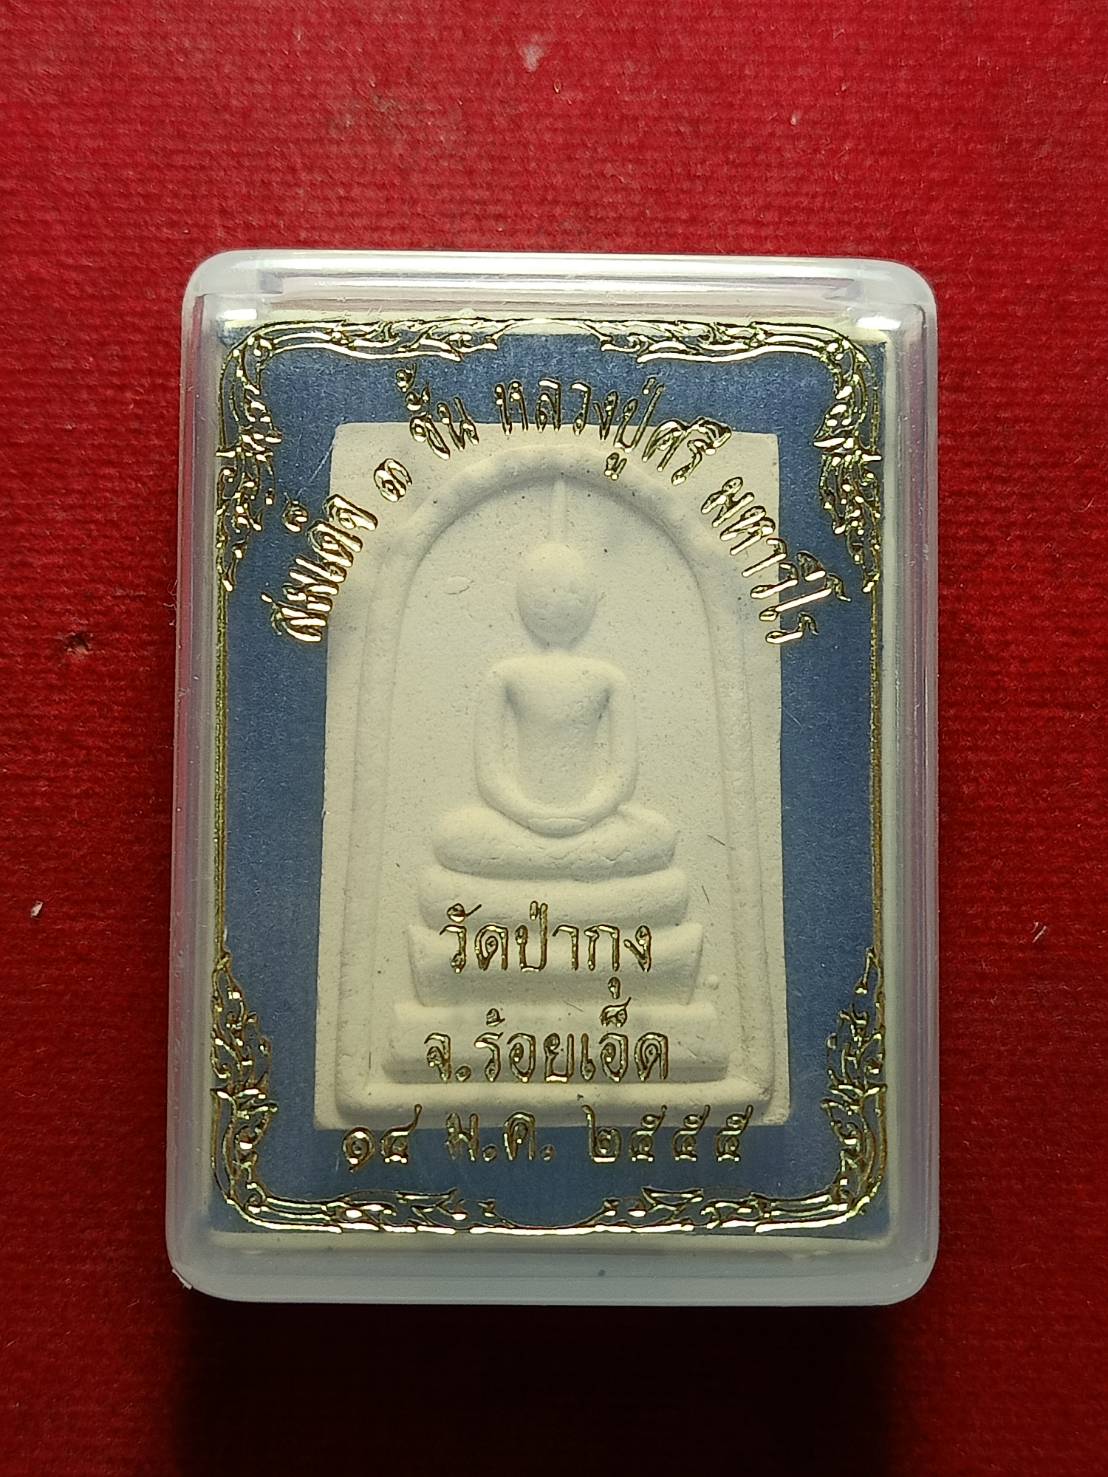 สมเด็จ ๓ ชั้น หลวงปู่ศรี มหาวีโร
วัดป่ากุง
จ.ร้อยเอ็ด
๑๔ ม.ค. ๒๕๕๕